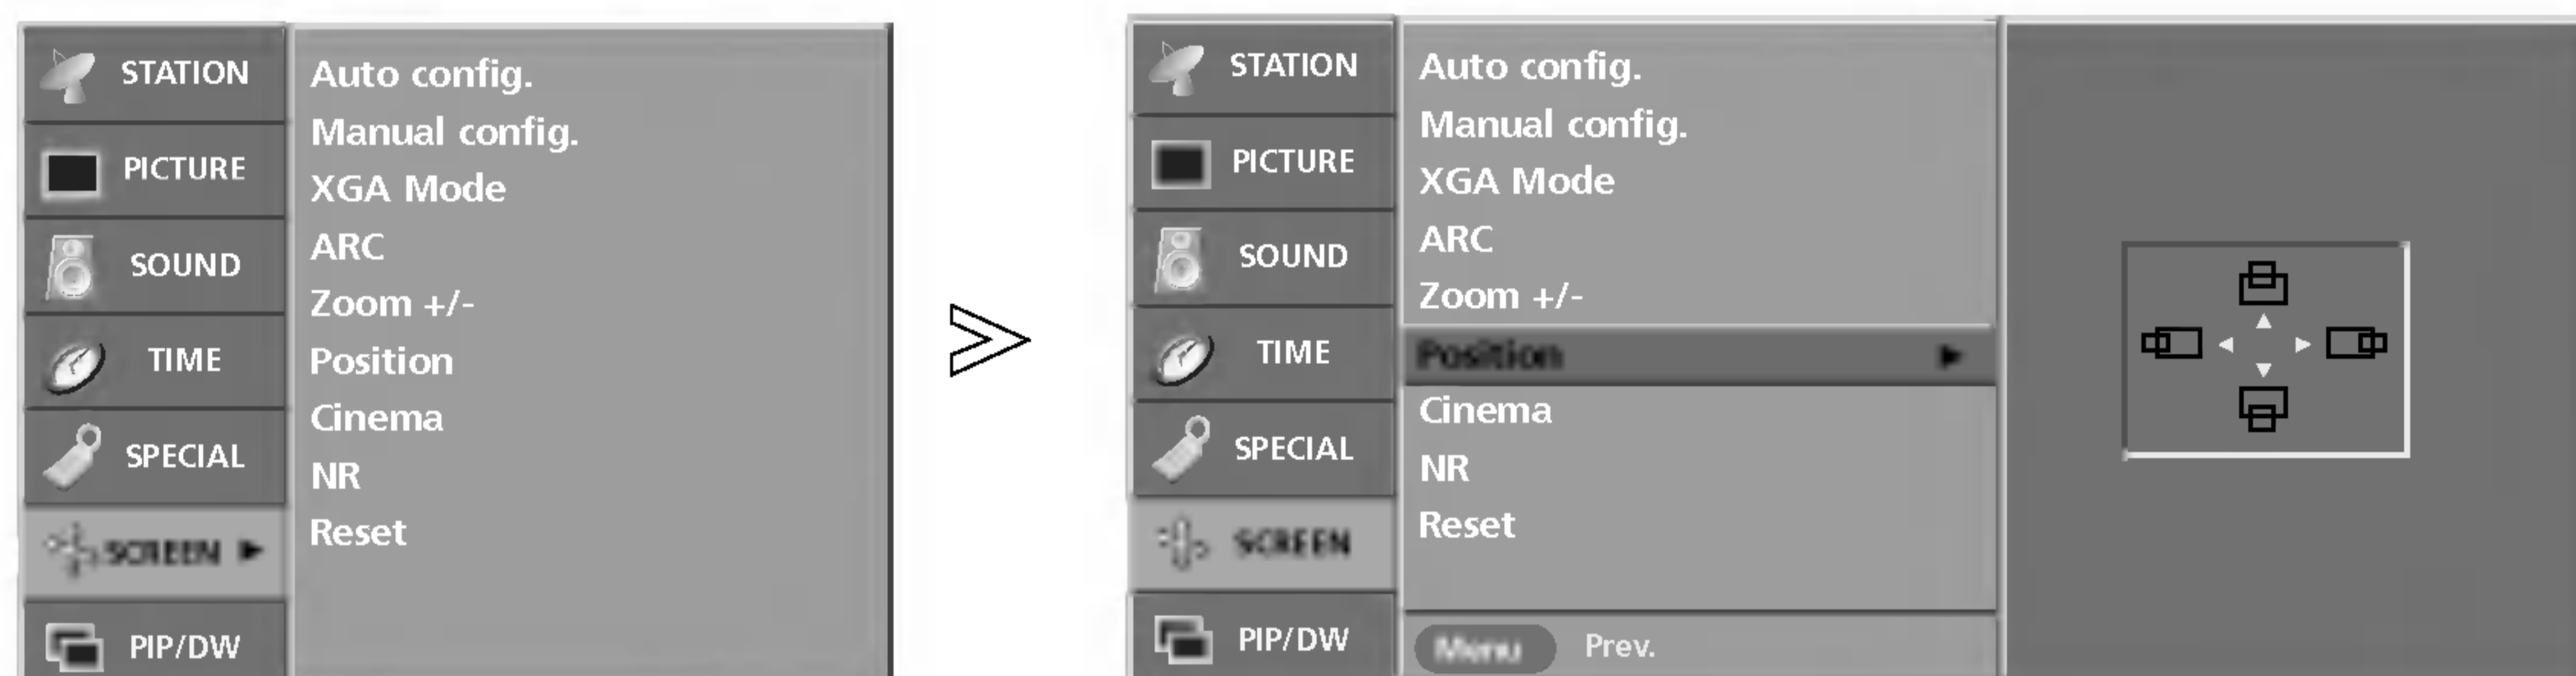 STATION
PICTURE
SOUND
TIME
SPECIAL
SCREEN
PIP/DW
Auto config.
Manual config.
XGA Mode
ARC
Zoom +/-
Position
Cinema
NR
Reset
STATION
PICTURE
SOUND
TIME
SPECIAL
SCREEN
PIP/DW
Auto config.
Manual config.
XGA Mode
ARC
Zoom +/-
Position
Cinema
NR
Reset
Menu Prev.